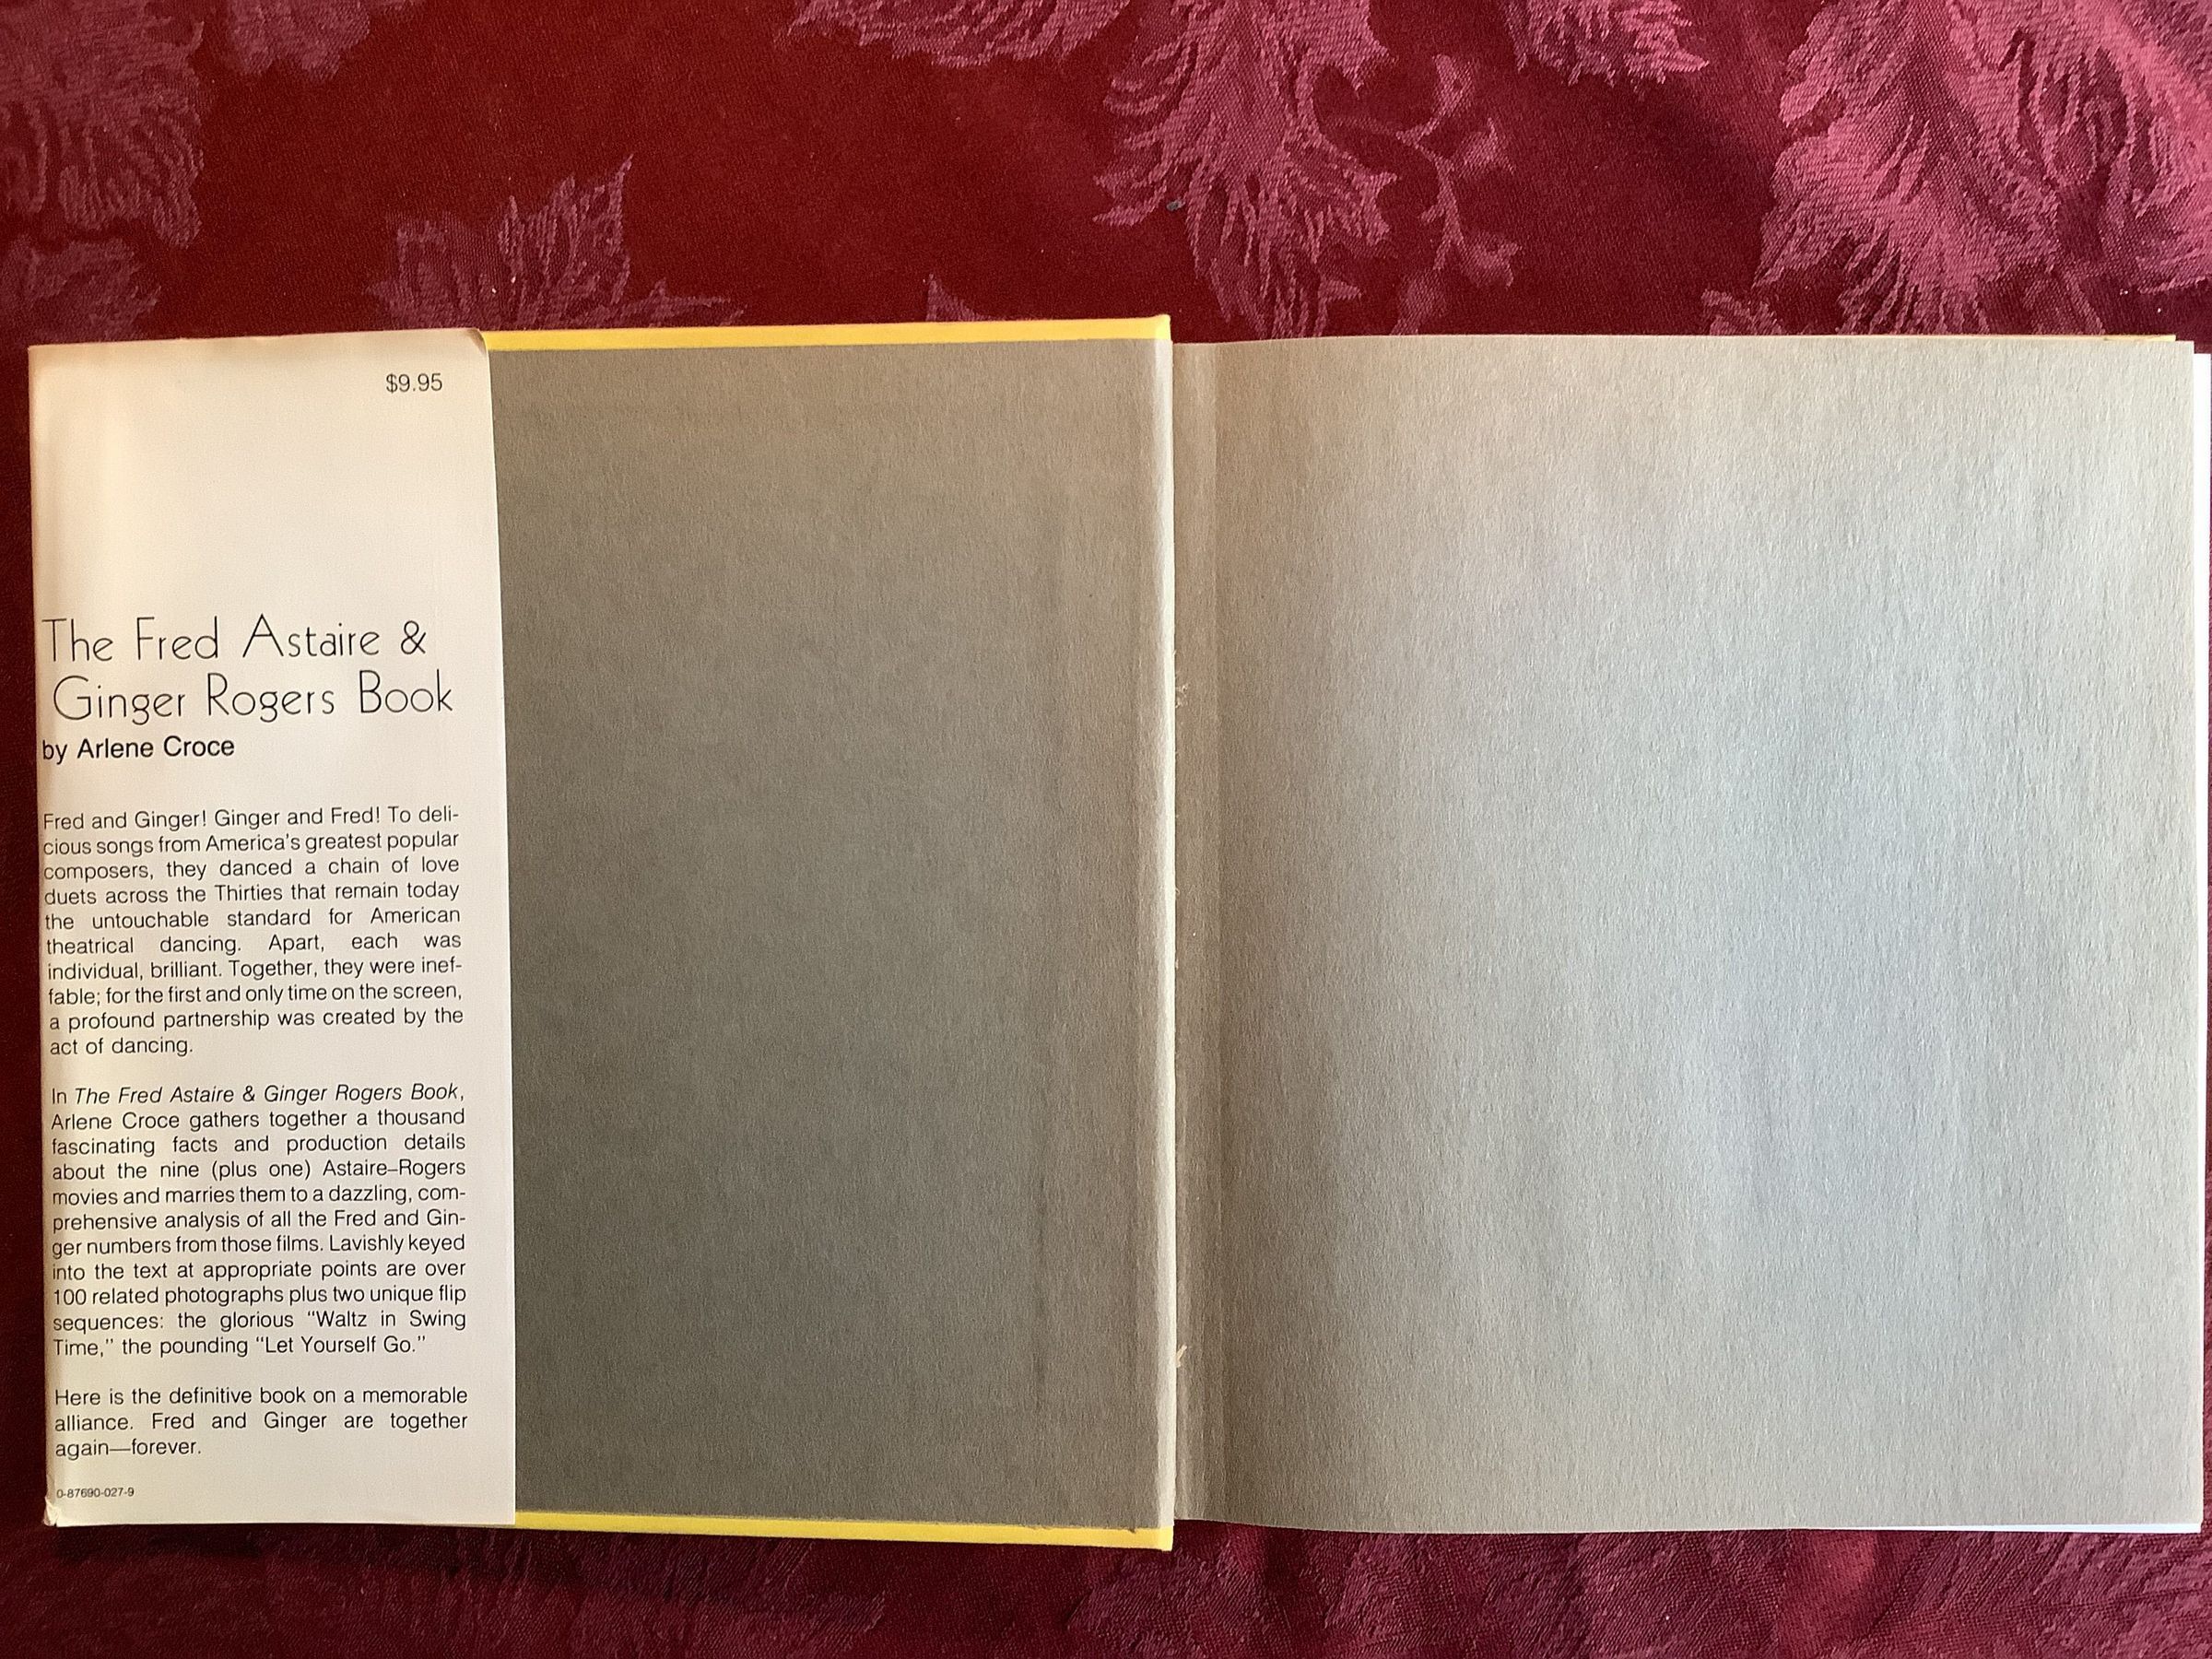 $9.95
The Fred Astaire &
Ginger Rogers Book
by Arlene Croce
Fred and Ginger! Ginger and Fred! To deli-
cious songs from America's greatest popular
composers, they danced a chain of love
duets across the Thirties that remain today
the untouchable standard for American
theatrical dancing. Apart, each was
individual, brilliant. Together, they were inef-
fable; for the first and only time on the screen,
a profound partnership was created by the
act of dancing.
In The Fred Astaire & Ginger Rogers Book,
Arlene Croce gathers together a thousand
fascinating facts and production details
about the nine (plus one) Astaire–Rogers
movies and marries them to a dazzling, com-
prehensive analysis of all the Fred and Gin-
ger numbers from those films. Lavishly keyed
into the text at appropriate points are over
100 related photographs plus two unique flip
sequences: the glorious “Waltz in Swing
Time,” the pounding “Let Yourself Go.”
Here is the definitive book on a memorable
alliance. Fred and Ginger are together
again—forever.
0-87690-027-9